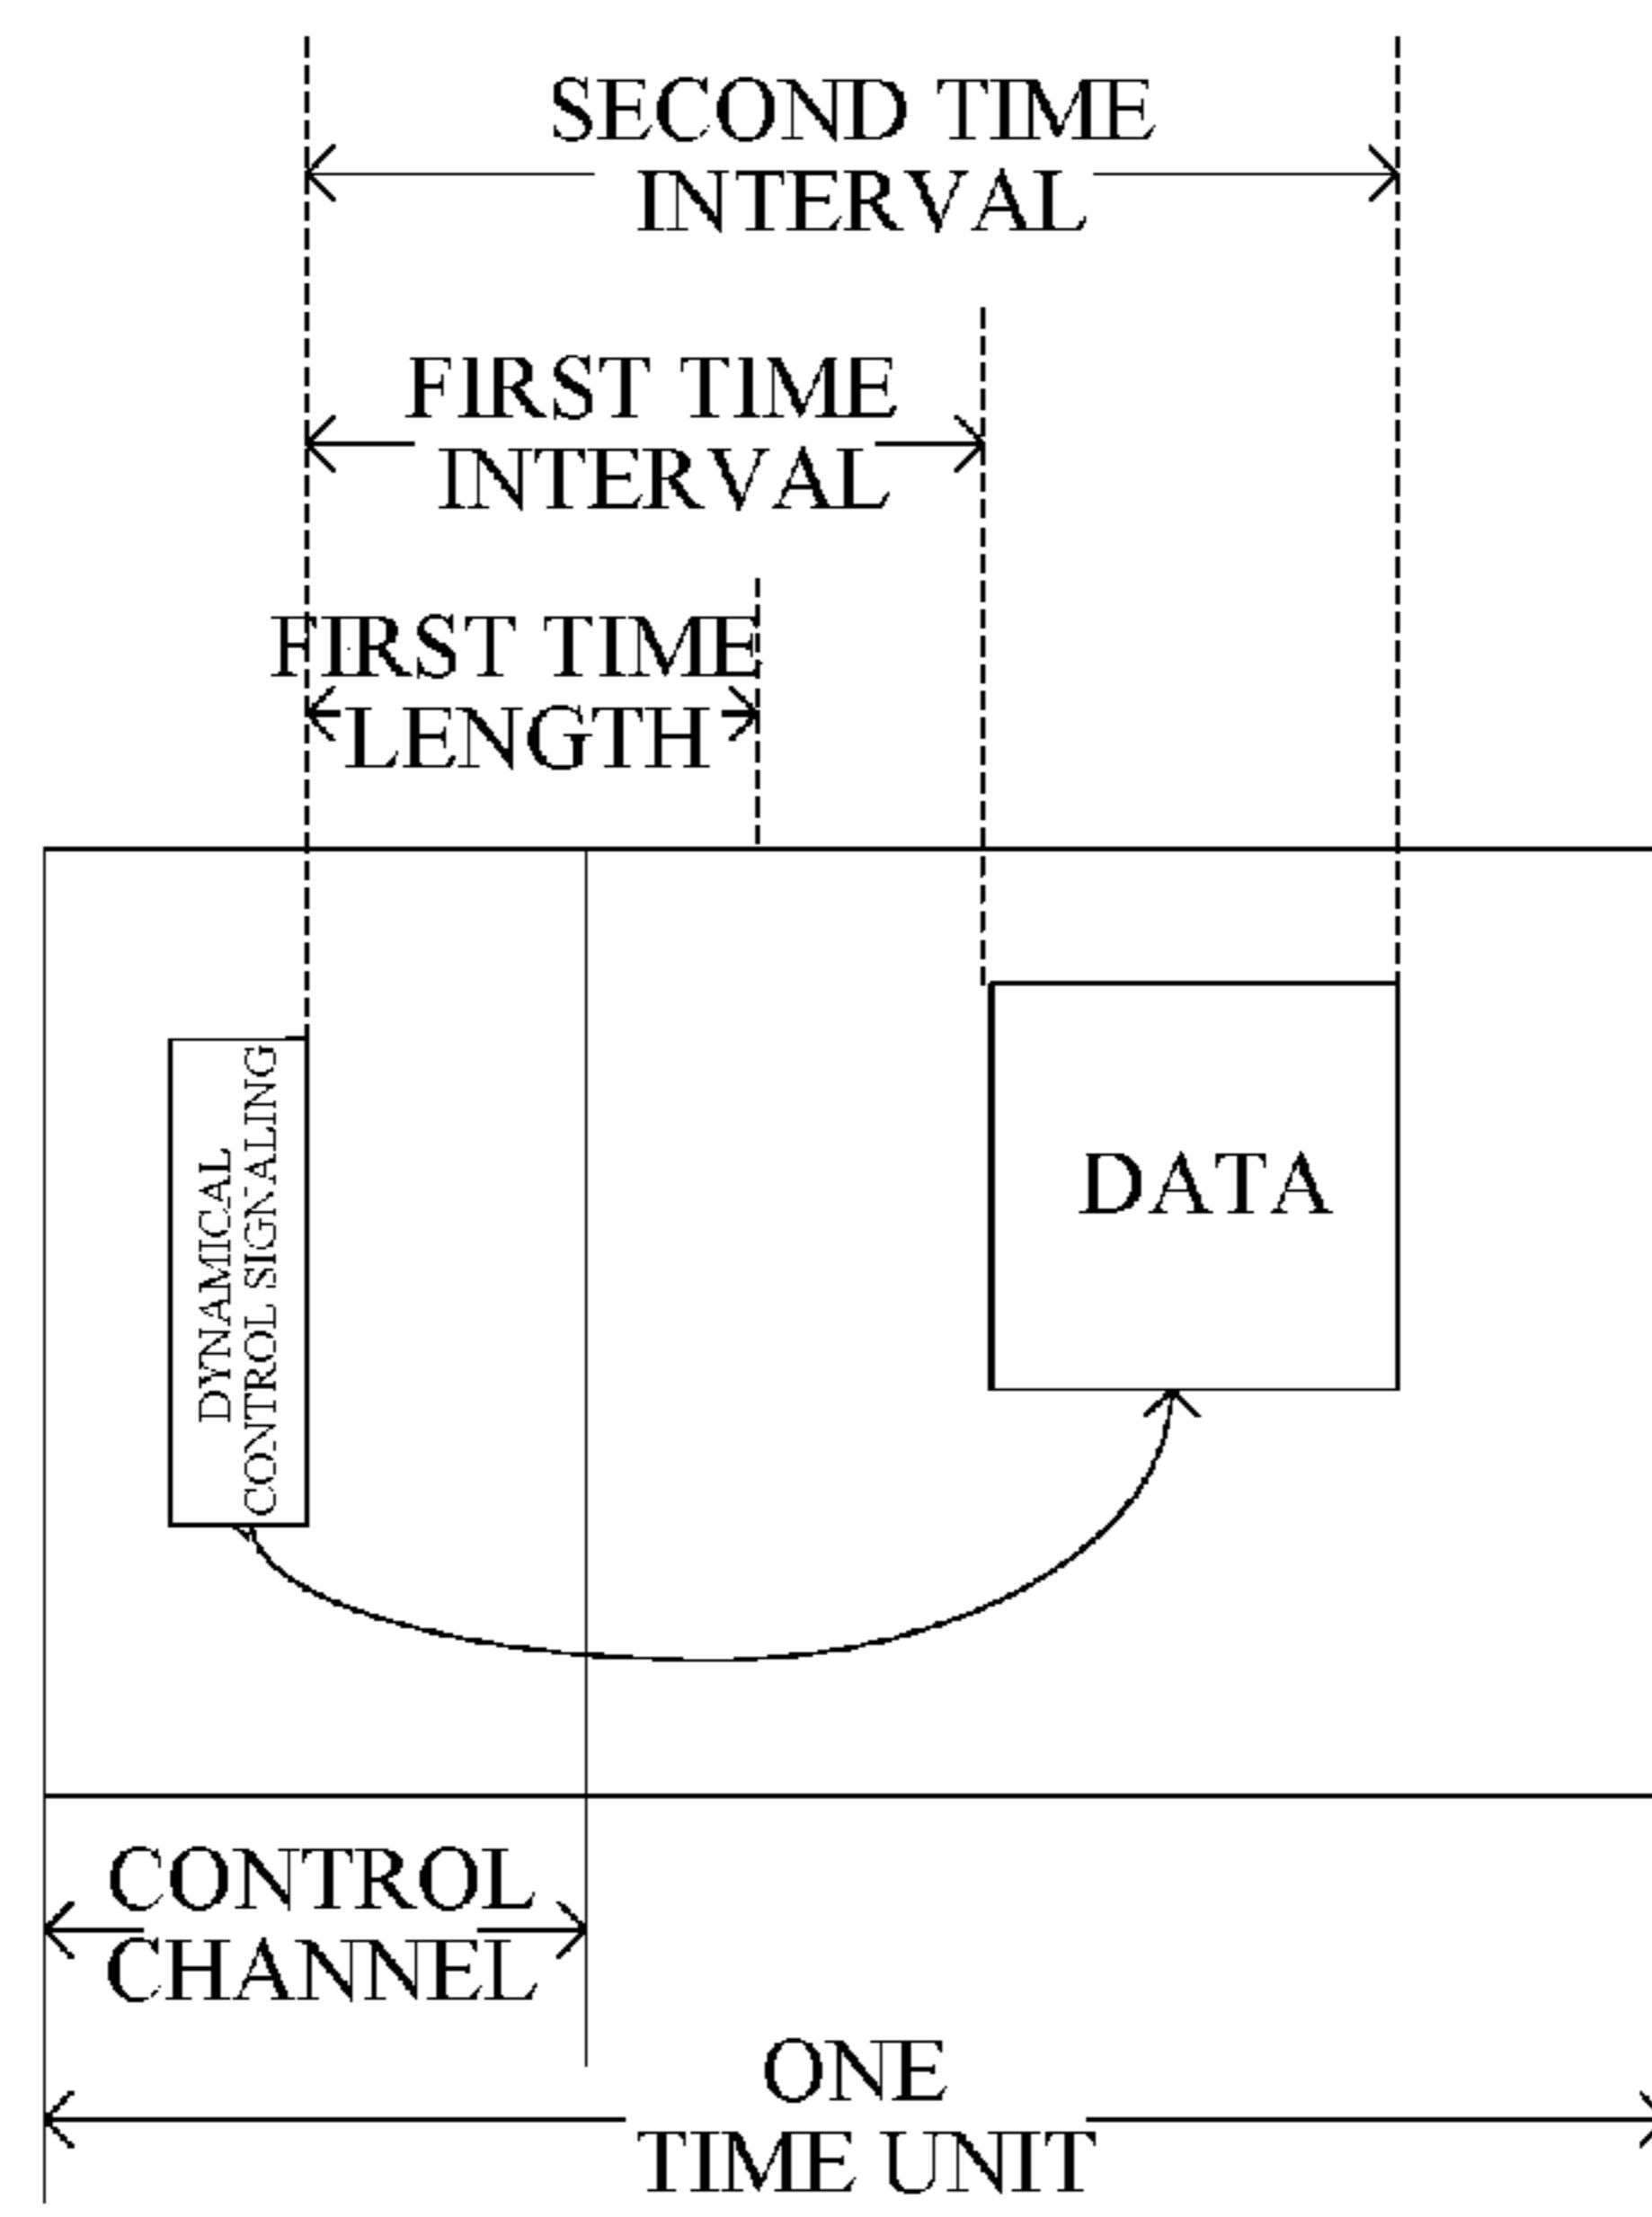 SECOND TIME
INTERVAL
FIRST TIME
INTERVAL
FIRST TIME
LENGTH
DYNAMICAL
CONTROL SIGNALING
DATA
CONTROL
CHANNEL
ONE
TIME UNIT